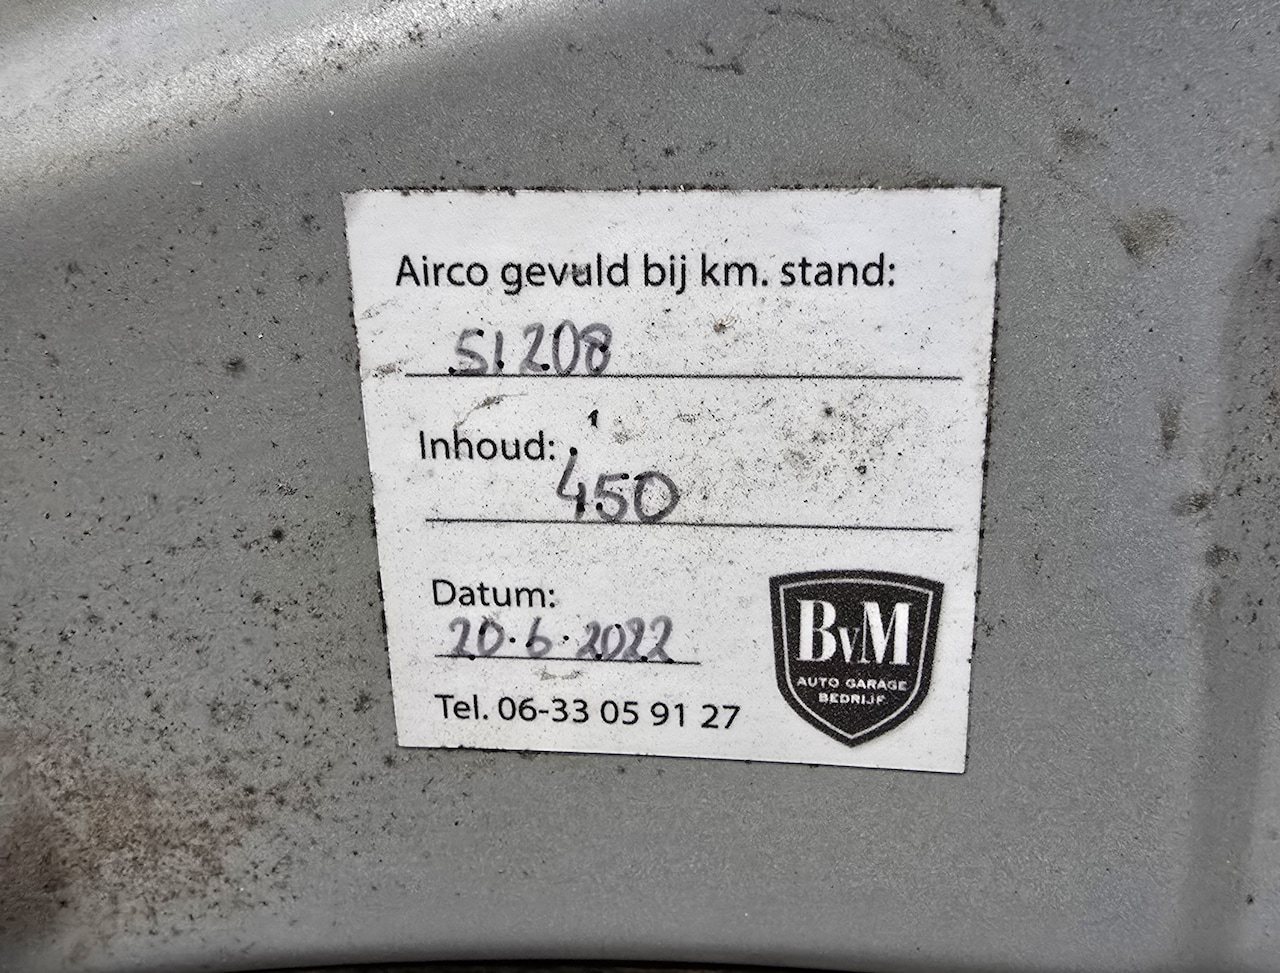 Airco gevuld bij km. stand:
51208
Inhoud:
450
Datum:
20.6.2022
Tel. 06-33 05 91 27
BvM
AUTO GARAGE
BEDRIJF